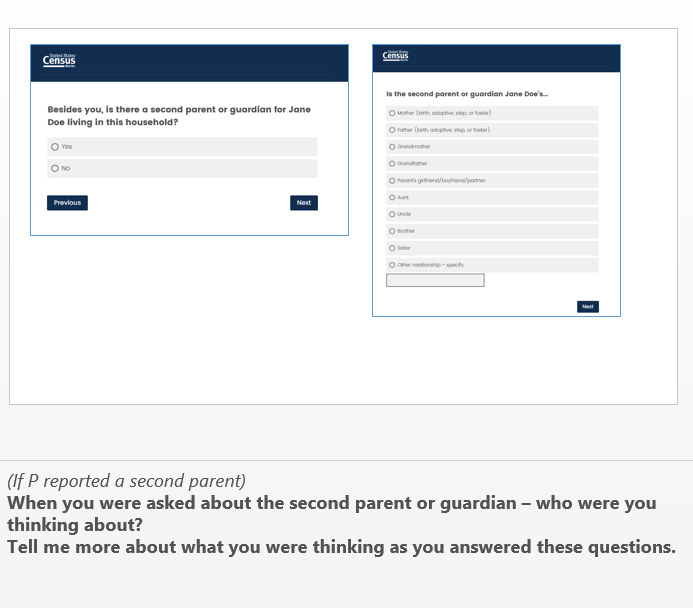 United States
Census
Bureau
Besides you, is there a second parent or guardian for Jane
Doe living in this household?
Yes
No
Previous
Next
United States
Census
Bureau
Is the second parent or guardian Jane Doe's...
Mother (birth, adoptive, step, or foster)
Father (birth, adoptive, step, or foster)
Grandmother
Grandfather
Parent's girlfriend/boyfriend/partner
Aunt
Uncle
Brother
Sister
Other relationship - specify
Next
(If P reported a second parent)
When you were asked about the second parent or guardian – who were you
thinking about?
Tell me more about what you were thinking as you answered these questions.